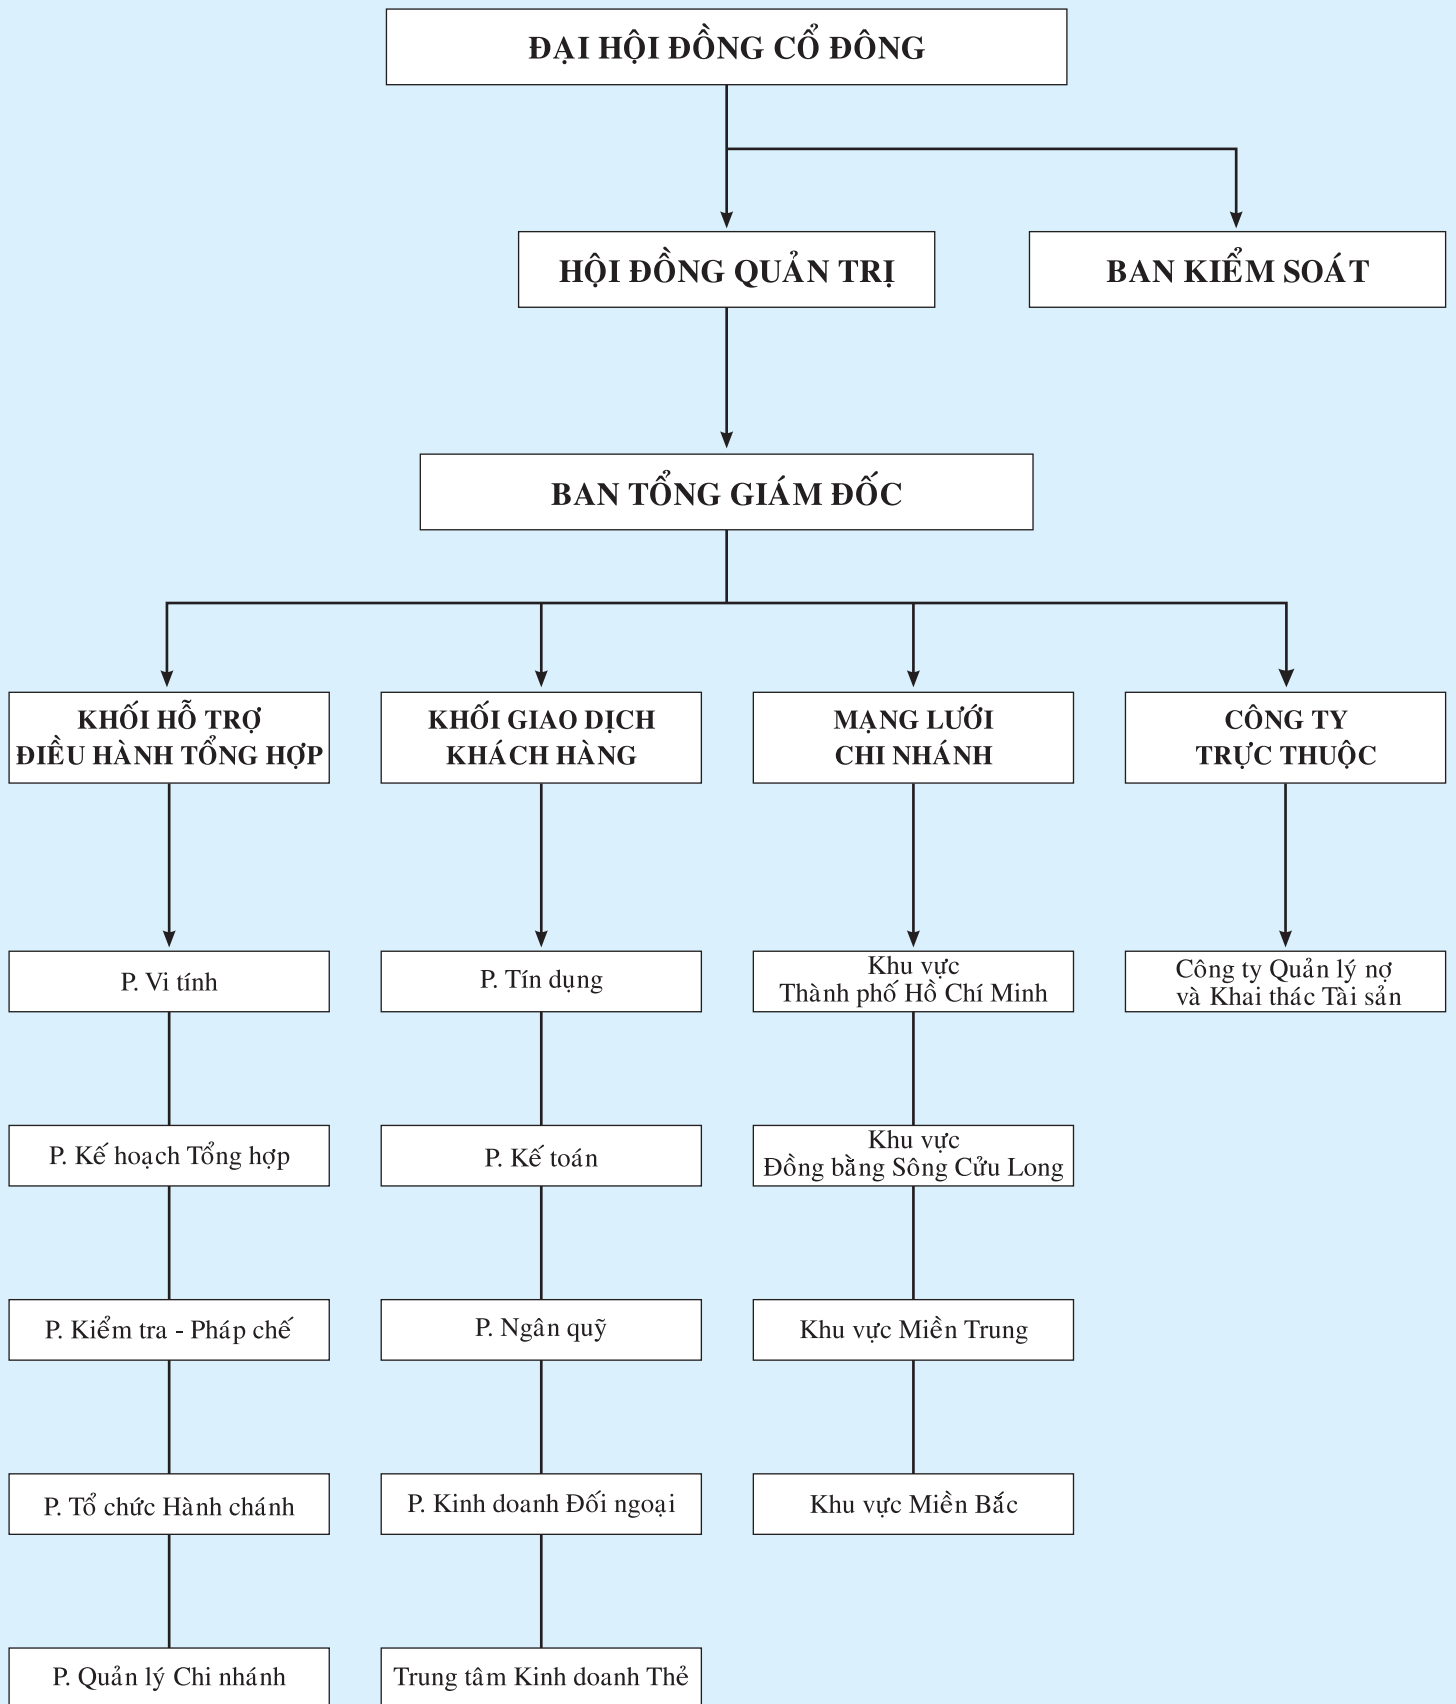 ĐẠI HỘI ĐỒNG CỔ ĐÔNG
HỘI ĐỒNG QUẢN TRỊ
BAN KIỂM SOÁT
BAN TỔNG GIÁM ĐỐC
KHỐI HỖ TRỢ
ĐIỀU HÀNH TỔNG HỢP
KHỐI GIAO DỊCH
KHÁCH HÀNG
MẠNG LƯỚI
CHI NHÁNH
CÔNG TY
TRỰC THUỘC
P. Vi tính
P. Tín dụng
Khu vực
Thành phố Hồ Chí Minh
Công ty Quản lý nợ
và Khai thác Tài sản
P. Kế hoạch Tổng hợp
P. Kế toán
Khu vực
Đồng bằng Sông Cửu Long
P. Kiểm tra - Pháp chế
P. Ngân quỹ
Khu vực Miền Trung
P. Tổ chức Hành chánh
P. Kinh doanh Đối ngoại
Khu vực Miền Bắc
P. Quản lý Chi nhánh
Trung tâm Kinh doanh Thẻ